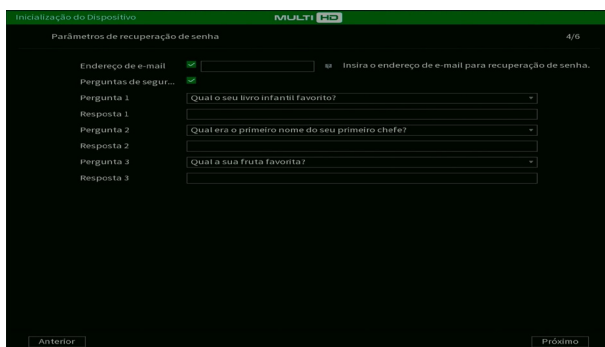 Inicialização do Dispositivo MULTI HD
Parâmetros de recuperação de senha 4/6
Endereço de e-mail Insira o endereço de e-mail para recuperação de senha.
Perguntas de segur...
Pergunta 1 Qual o seu livro infantil favorito?
Resposta 1
Pergunta 2 Qual era o primeiro nome do seu primeiro chefe?
Resposta 2
Pergunta 3 Qual a sua fruta favorita?
Resposta 3
Anterior Próximo